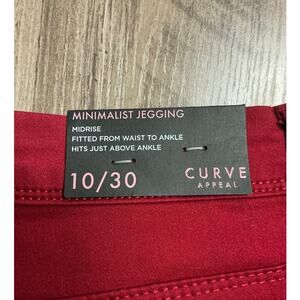 MINIMALIST JEGGING
MIDRISE
FITTED FROM WAIST TO ANKLE
HITS JUST ABOVE ANKLE
10/30
CURVE
APPEAL